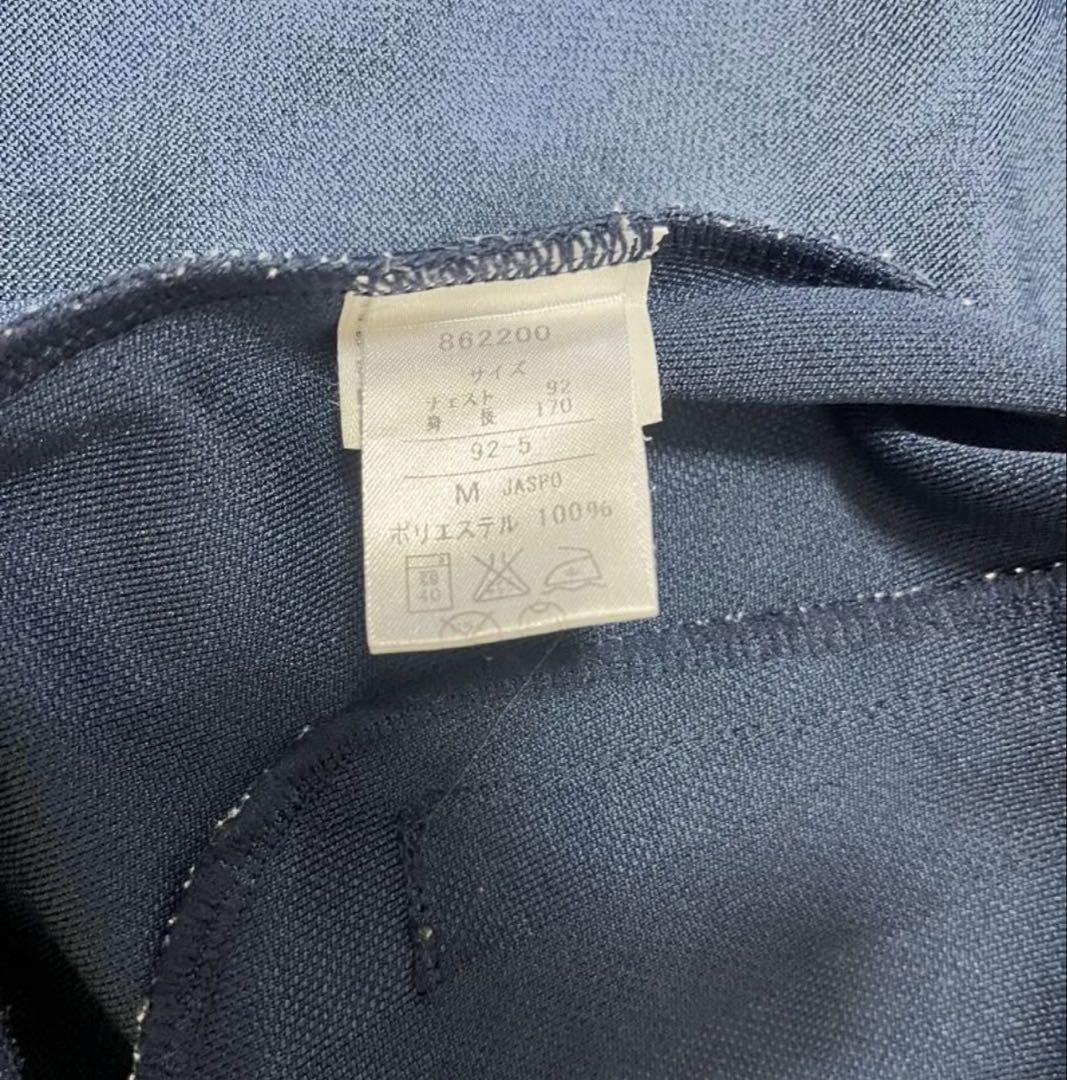 862200
サイズ
チェスト 92
身長 170
92-5
M JASPO
ポリエステル 100%
40